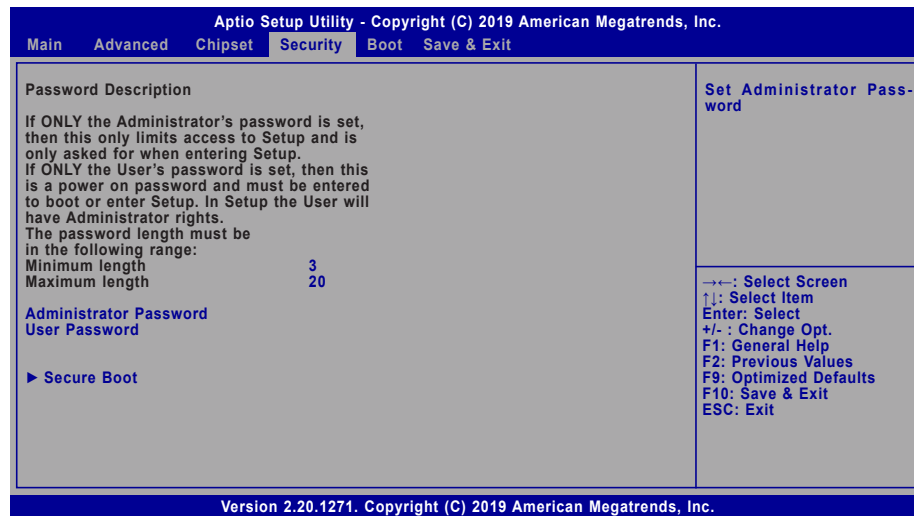 Aptio Setup Utility - Copyright (C) 2019 American Megatrends, Inc.
Main Advanced Chipset Security Boot Save & Exit
Password Description
If ONLY the Administrator's password is set,
then this only limits access to Setup and is
only asked for when entering Setup.
If ONLY the User's password is set, then this
is a power on password and must be entered
to boot or enter Setup. In Setup the User will
have Administrator rights.
The password length must be
in the following range:
Minimum length 3
Maximum length 20
Administrator Password
User Password
► Secure Boot
Set Administrator Pass-
word
→←: Select Screen
↑↓: Select Item
Enter: Select
+/- : Change Opt.
F1: General Help
F2: Previous Values
F9: Optimized Defaults
F10: Save & Exit
ESC: Exit
Version 2.20.1271. Copyright (C) 2019 American Megatrends, Inc.